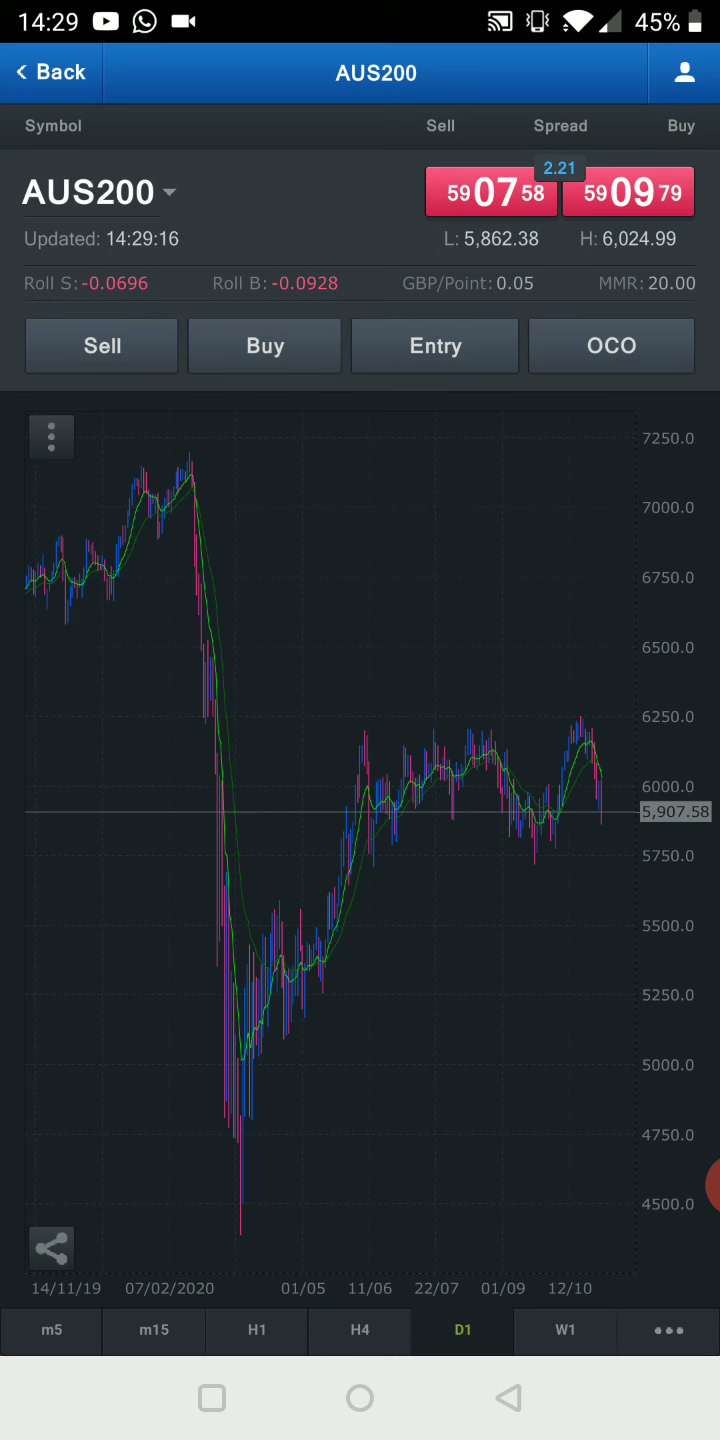 14:29 45%
Back AUS200
Symbol Sell Spread Buy
2.21
AUS200 590758 590979
Updated: 14:29:16 L: 5,862.38 H: 6,024.99
Roll S: -0.0696 Roll B: -0.0928 GBP/Point: 0.05 MMR: 20.00
Sell Buy Entry OCO
7250.0
7000.0
6750.0
6500.0
6250.0
6000.0
5,907.58
5750.0
5500.0
5250.0
5000.0
4750.0
4500.0
14/11/19 07/02/2020 01/05 11/06 22/07 01/09 12/10
m5 m15 H1 H4 D1 W1